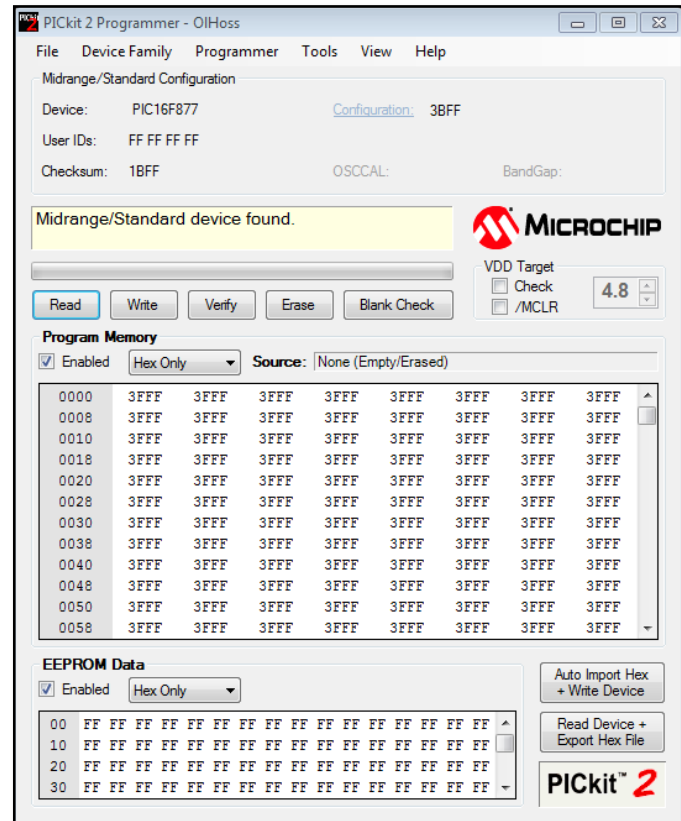 PICkit 2 Programmer - OlHoss
File Device Family Programmer Tools View Help
Midrange/Standard Configuration
Device: PIC16F877 Configuration: 3BFF
User IDs: FF FF FF FF
Checksum: 1BFF OSCCAL: BandGap:
Midrange/Standard device found.
MICROCHIP
VDD Target
Check
/MCLR
4.8
Read Write Verify Erase Blank Check
Program Memory
Enabled Hex Only Source: None (Empty/Erased)
0000 3FFF 3FFF 3FFF 3FFF 3FFF 3FFF 3FFF 3FFF
0008 3FFF 3FFF 3FFF 3FFF 3FFF 3FFF 3FFF 3FFF
0010 3FFF 3FFF 3FFF 3FFF 3FFF 3FFF 3FFF 3FFF
0018 3FFF 3FFF 3FFF 3FFF 3FFF 3FFF 3FFF 3FFF
0020 3FFF 3FFF 3FFF 3FFF 3FFF 3FFF 3FFF 3FFF
0028 3FFF 3FFF 3FFF 3FFF 3FFF 3FFF 3FFF 3FFF
0030 3FFF 3FFF 3FFF 3FFF 3FFF 3FFF 3FFF 3FFF
0038 3FFF 3FFF 3FFF 3FFF 3FFF 3FFF 3FFF 3FFF
0040 3FFF 3FFF 3FFF 3FFF 3FFF 3FFF 3FFF 3FFF
0048 3FFF 3FFF 3FFF 3FFF 3FFF 3FFF 3FFF 3FFF
0050 3FFF 3FFF 3FFF 3FFF 3FFF 3FFF 3FFF 3FFF
0058 3FFF 3FFF 3FFF 3FFF 3FFF 3FFF 3FFF 3FFF
EEPROM Data
Enabled Hex Only
00 FF FF FF FF FF FF FF FF FF FF FF FF FF FF FF FF
10 FF FF FF FF FF FF FF FF FF FF FF FF FF FF FF FF
20 FF FF FF FF FF FF FF FF FF FF FF FF FF FF FF FF
30 FF FF FF FF FF FF FF FF FF FF FF FF FF FF FF FF
Auto Import Hex
+ Write Device
Read Device +
Export Hex File
PICkit™ 2